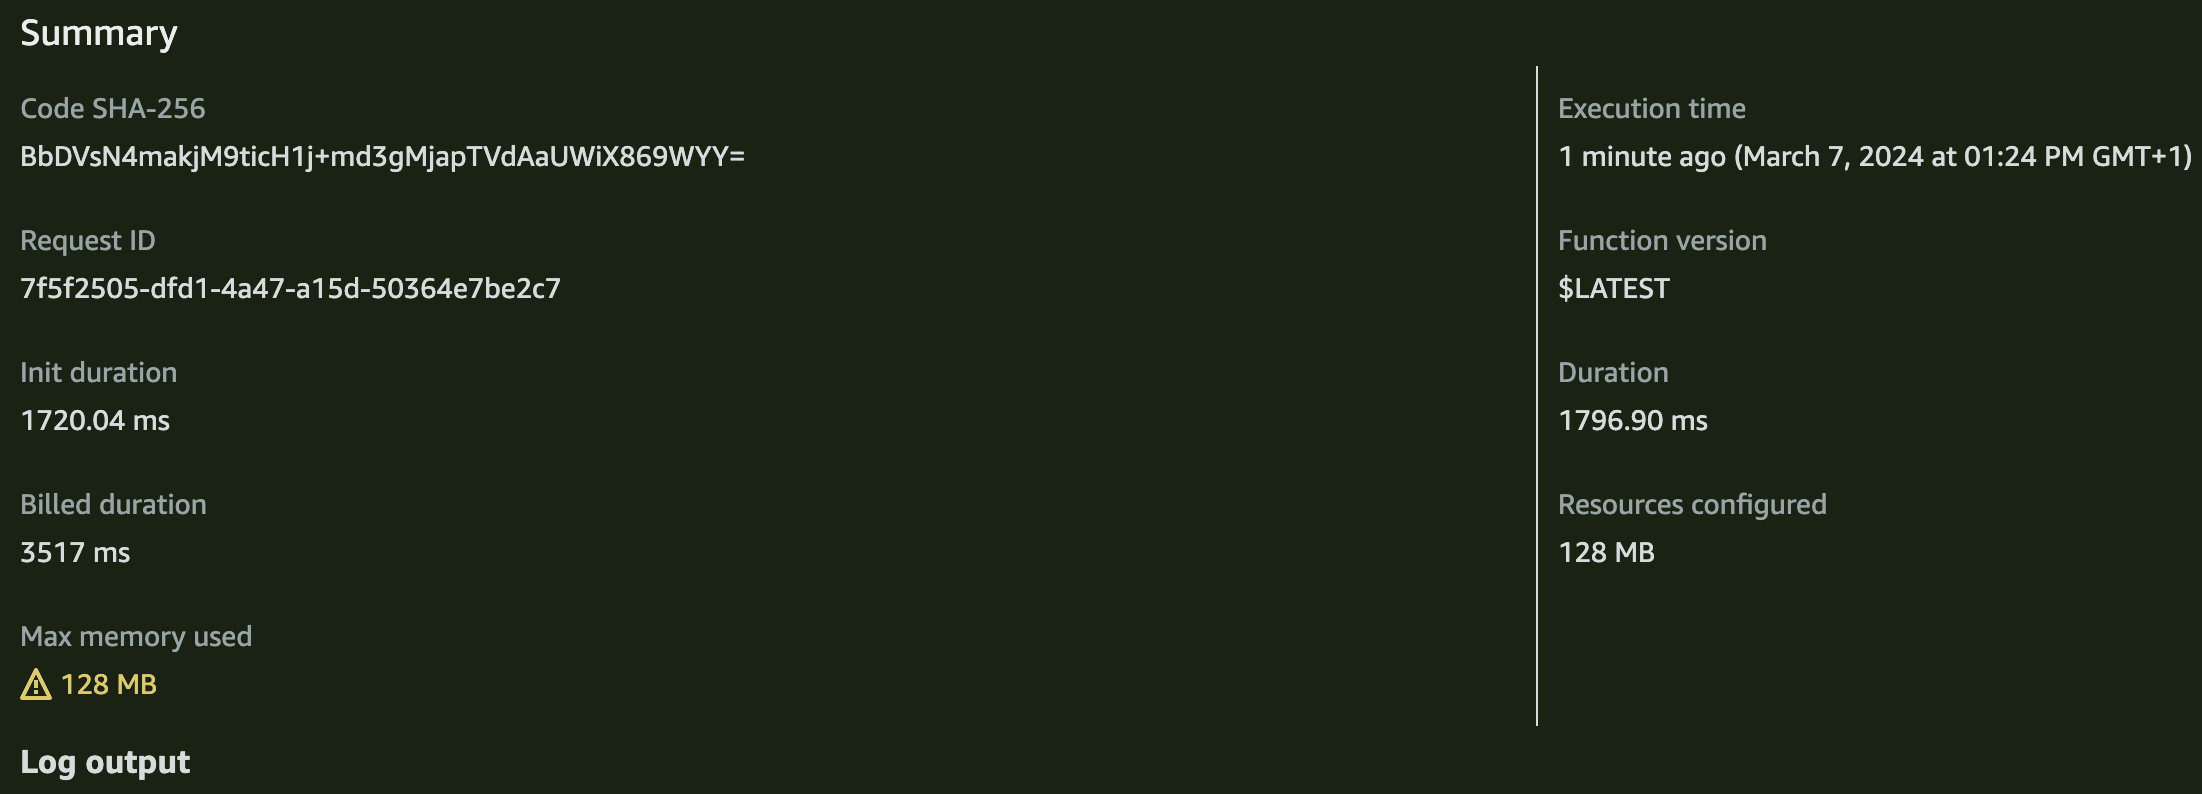 Summary
Code SHA-256
BbDVsN4makjM9ticH1j+md3gMjapTVdAaUWiX869WYY=
Request ID
7f5f2505-dfd1-4a47-a15d-50364e7be2c7
Init duration
1720.04 ms
Billed duration
3517 ms
Max memory used
128 MB
Execution time
1 minute ago (March 7, 2024 at 01:24 PM GMT+1)
Function version
$LATEST
Duration
1796.90 ms
Resources configured
128 MB
Log output